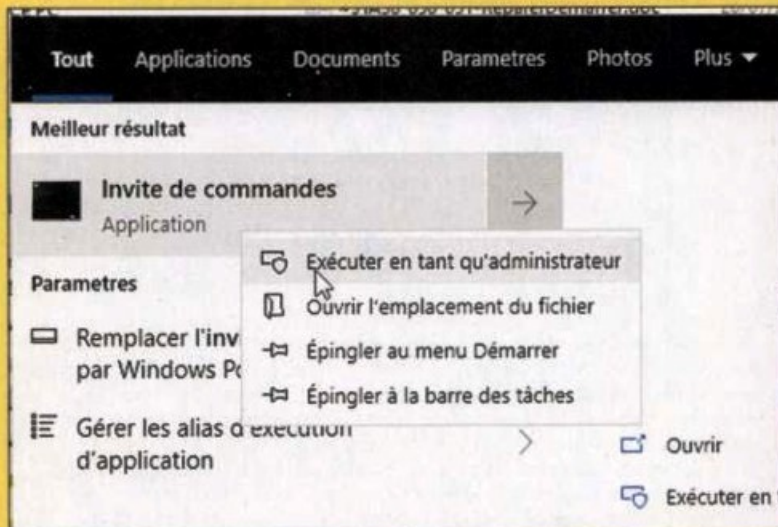 Tout Applications Documents Parametres Photos Plus
Meilleur résultat
Invite de commandes
Application
Exécuter en tant qu'administrateur
Parametres
Ouvrir l'emplacement du fichier
Remplacer l'inv
Épingler au menu Démarrer
par Windows
Épingler à la barre des tâches
Gérer les alias d'exécution
d'application
Ouvrir
Exécuter en